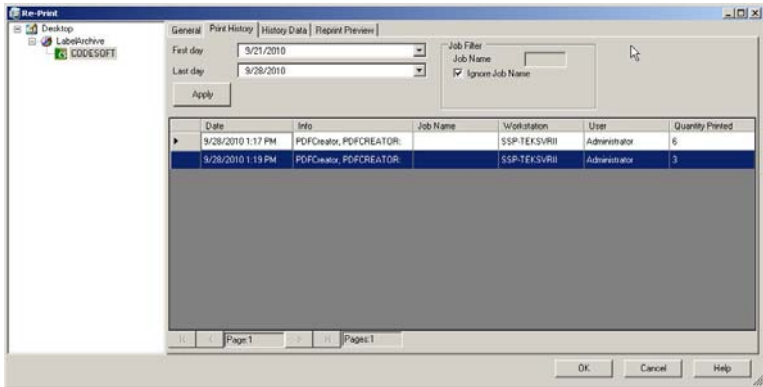 Re-Print
Desktop
LabelArchive
CODESOFT
General Print History History Data Reprint Preview
First day 9/21/2010
Last day 9/28/2010
Job Filter
Job Name
Ignore Job Name
Apply
Date Info Job Name Workstation User Quantity Printed
9/28/2010 1:17 PM PDFCreator, PDFCREATOR: SSP-TEKSVRII Administrator 6
9/28/2010 1:19 PM PDFCreator, PDFCREATOR: SSP-TEKSVRII Administrator 3
Page:1 Pages:1
OK Cancel Help